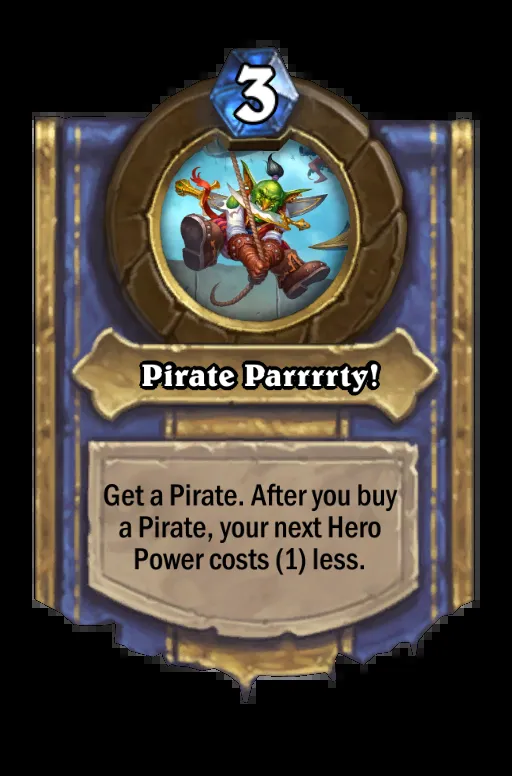 3
Pirate Parrrrty!
Get a Pirate. After you buy
a Pirate, your next Hero
Power costs (1) less.